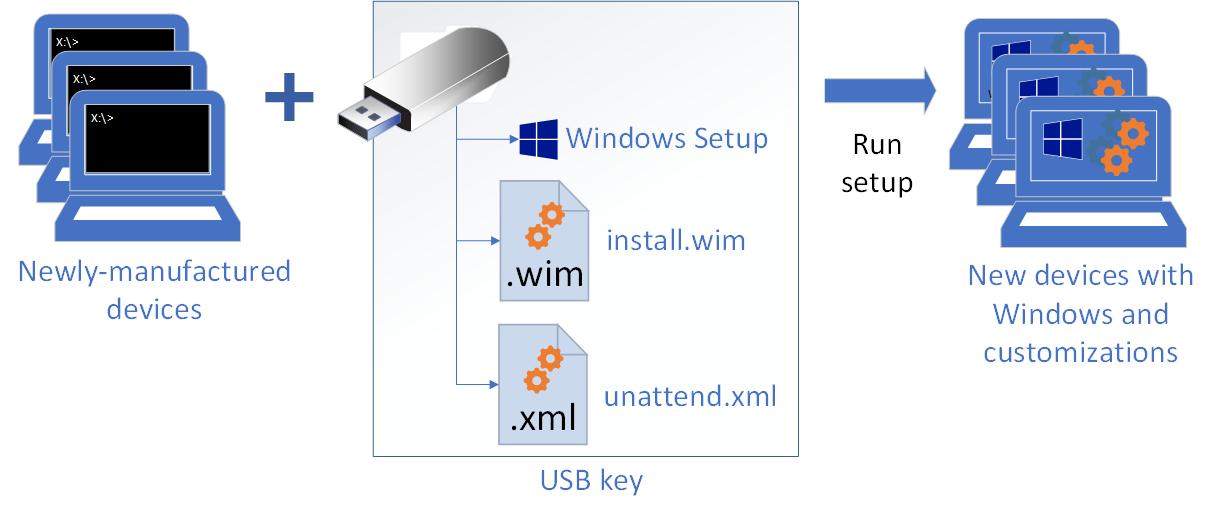 X:\>
X:\>
X:\>
Newly-manufactured
devices
+
Windows Setup
.wim
install.wim
.xml
unattend.xml
USB key
Run
setup
New devices with
Windows and
customizations